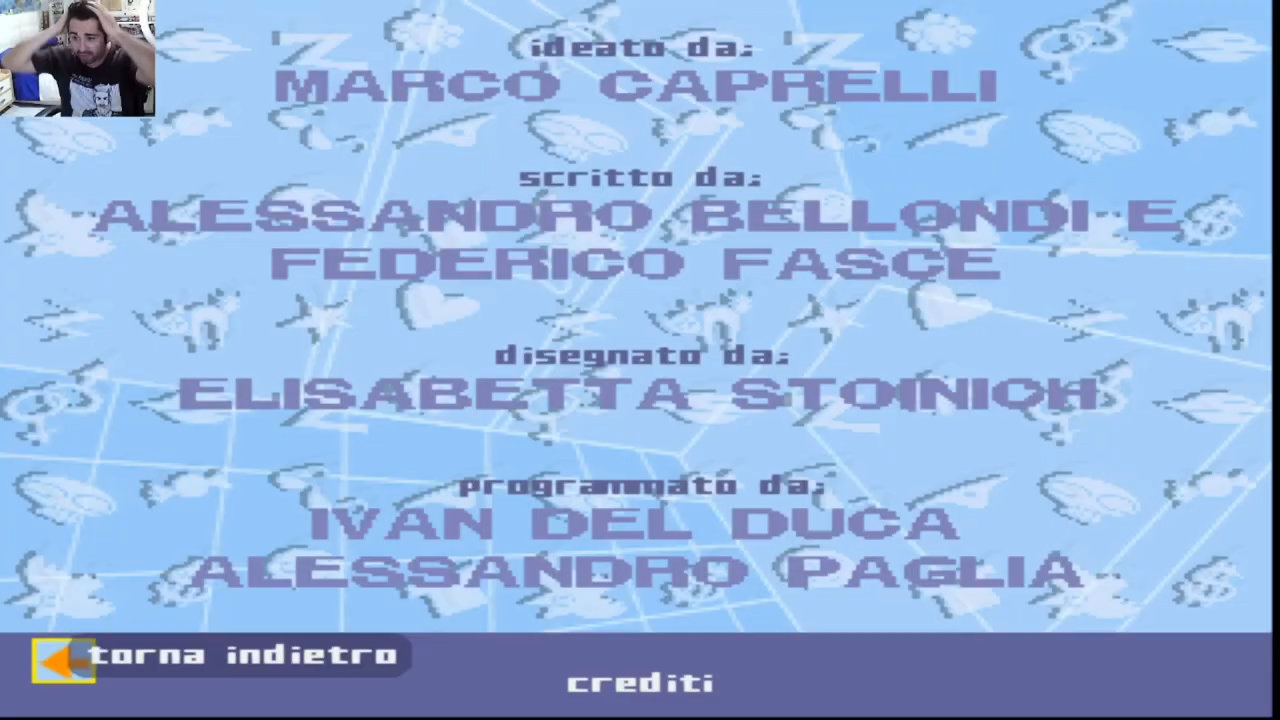 ideato da:
MARCO CAPRELLI
scritto da:
ALESSANDRO BELLONDI E
FEDERICO FASCE
disegnato da:
ELISABETTA STOINICH
programmato da:
IVAN DEL DUCA
ALESSANDRO PAGLIA
torna indietro
crediti